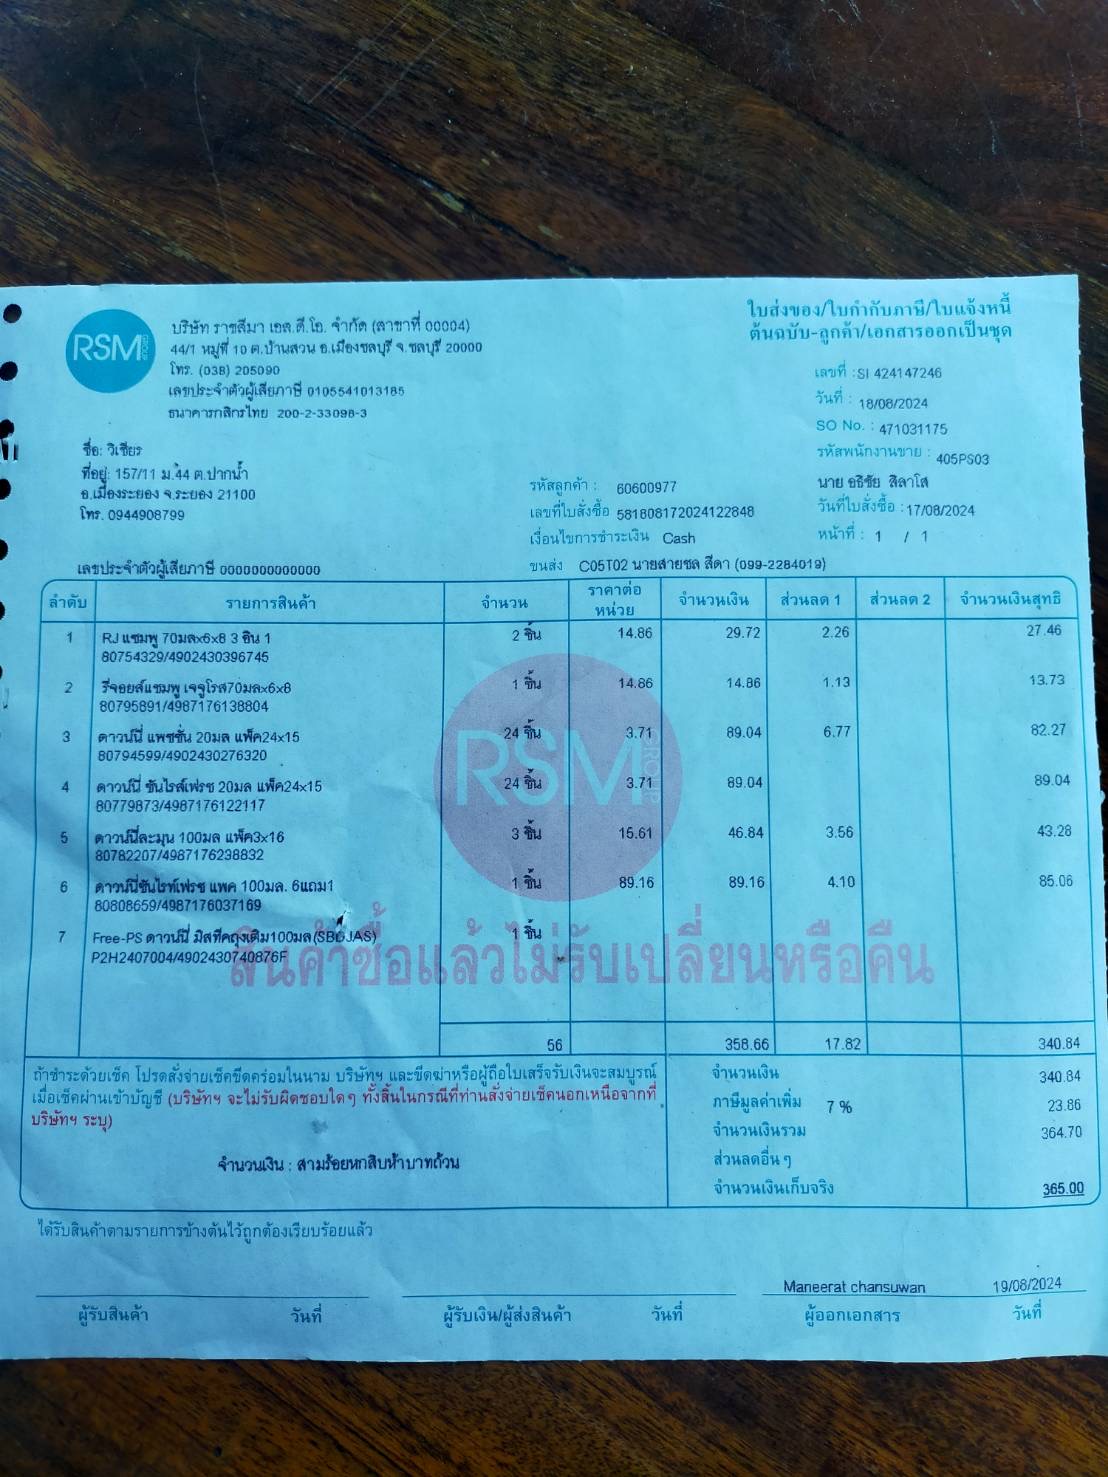 RSM GROUP
บริษัท ราชสีมา เอส.ดี.โอ. จำกัด (สาขาที่ 00004)
44/1 หมู่ที่ 10 ต.บ้านสวน อ.เมืองชลบุรี จ.ชลบุรี 20000
โทร. (038) 205090
เลขประจำตัวผู้เสียภาษี 0105541013185
ธนาคารกสิกรไทย 200-2-33098-3
ใบส่งของ/ใบกำกับภาษี/ใบแจ้งหนี้
ต้นฉบับ-ลูกค้า/เอกสารออกเป็นชุด
เลขที่ : SI 424147246
วันที่ : 18/08/2024
SO No. : 471031175
รหัสพนักงานขาย : 405PS03
นาย อธิชัย สิลาโส
วันที่ใบสั่งซื้อ : 17/08/2024
หน้าที่ : 1 / 1
ชื่อ: วิเชียร
ที่อยู่: 157/11 ม.44 ต.ปากน้ำ
อ.เมืองระยอง จ.ระยอง 21100
โทร. 0944908799
รหัสลูกค้า : 60600977
เลขที่ใบสั่งซื้อ 581808172024122848
เงื่อนไขการชำระเงิน Cash
เลขประจำตัวผู้เสียภาษี 0000000000000
ขนส่ง C05T02 นายสายชล สีดา (099-2284019)
ลำดับ รายการสินค้า จำนวน ราคาต่อหน่วย จำนวนเงิน ส่วนลด 1 ส่วนลด 2 จำนวนเงินสุทธิ
1 RJ แชมพู 70มลx6x8 3 อิน 1 2 ชิ้น 14.86 29.72 2.26 27.46
80754329/4902430396745
2 รีจอยส์แชมพู เจจูโรส70มลx6x8 1 ชิ้น 14.86 14.86 1.13 13.73
80795891/4987176138804
3 ดาวน์นี่ แพชชั่น 20มล แพ็ค24x15 24 ชิ้น 3.71 89.04 6.77 82.27
80794599/4902430276320
4 ดาวน์นี่ ซันไรส์เฟรช 20มล แพ็ค24x15 24 ชิ้น 3.71 89.04 89.04
80779873/4987176122117
5 ดาวน์นี่ละมุน 100มล แพ็ค3x16 3 ชิ้น 15.61 46.84 3.56 43.28
80782207/4987176238832
6 ดาวน์นี่ซันไรท์เฟรช แพค 100มล. 6แถม1 1 ชิ้น 89.16 89.16 4.10 85.06
80808659/4987176037169
7 Free-PS ดาวน์นี่ มิสทีคถุงเติม100มล(SBGJAS) 1 ชิ้น
P2H2407004/4902430740876F
RSM GROUP
สินค้าซื้อแล้วไม่รับเปลี่ยนหรือคืน
56 358.66 17.82 340.84
ถ้าชำระด้วยเช็ค โปรดสั่งจ่ายเช็คขีดคร่อมในนาม บริษัทฯ และขีดฆ่าหรือผู้ถือใบเสร็จรับเงินจะสมบูรณ์
เมื่อเช็คผ่านเข้าบัญชี (บริษัทฯ จะไม่รับผิดชอบใดๆ ทั้งสิ้นในกรณีที่ท่านสั่งจ่ายเช็คนอกเหนือจากที่
บริษัทฯ ระบุ)
จำนวนเงิน : สามร้อยหกสิบห้าบาทถ้วน
จำนวนเงิน 340.84
ภาษีมูลค่าเพิ่ม 7 % 23.86
จำนวนเงินรวม 364.70
ส่วนลดอื่นๆ
จำนวนเงินเก็บจริง 365.00
ได้รับสินค้าตามรายการข้างต้นไว้ถูกต้องเรียบร้อยแล้ว
Maneerat chansuwan 19/08/2024
ผู้รับสินค้า วันที่ ผู้รับเงิน/ผู้ส่งสินค้า วันที่ ผู้ออกเอกสาร วันที่